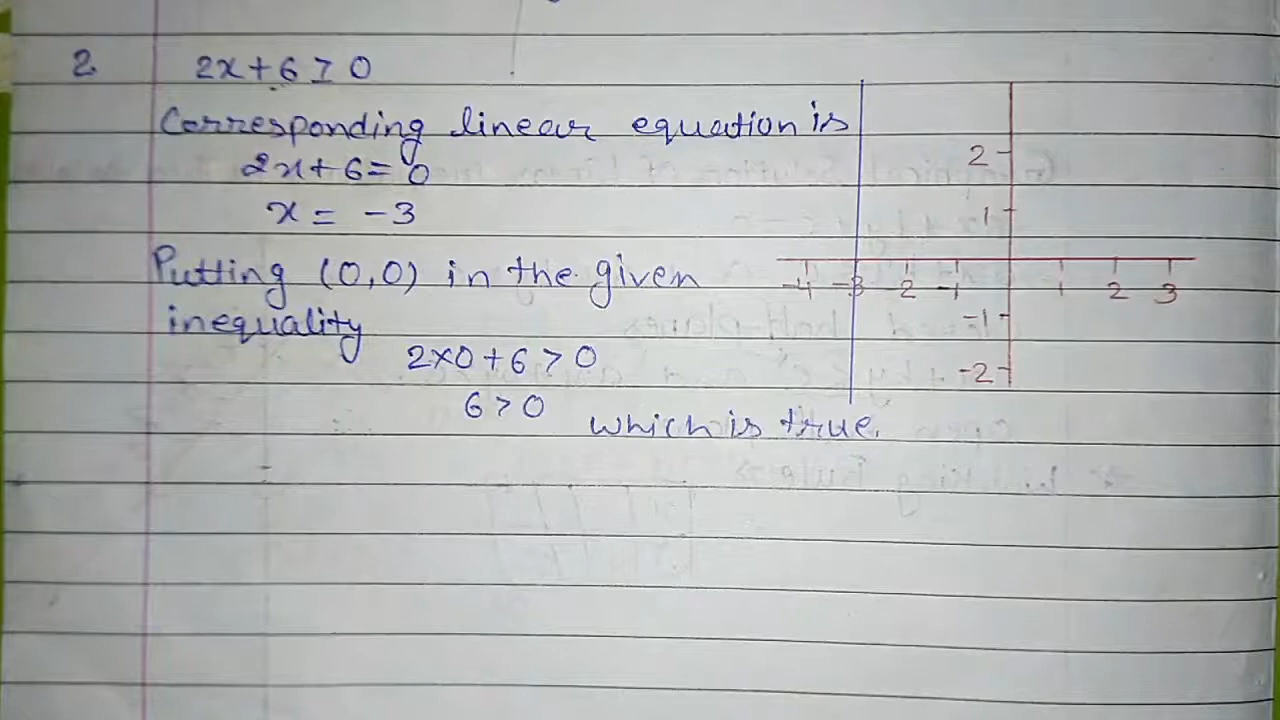 2. 2x + 6 ≥ 0
Corresponding linear equation is
2x + 6 = 0
x = -3
Putting (0,0) in the given
inequality
2×0 + 6 > 0
6 > 0 which is true.
2
1
-4 -3 -2 -1 1 2 3
-1
-2